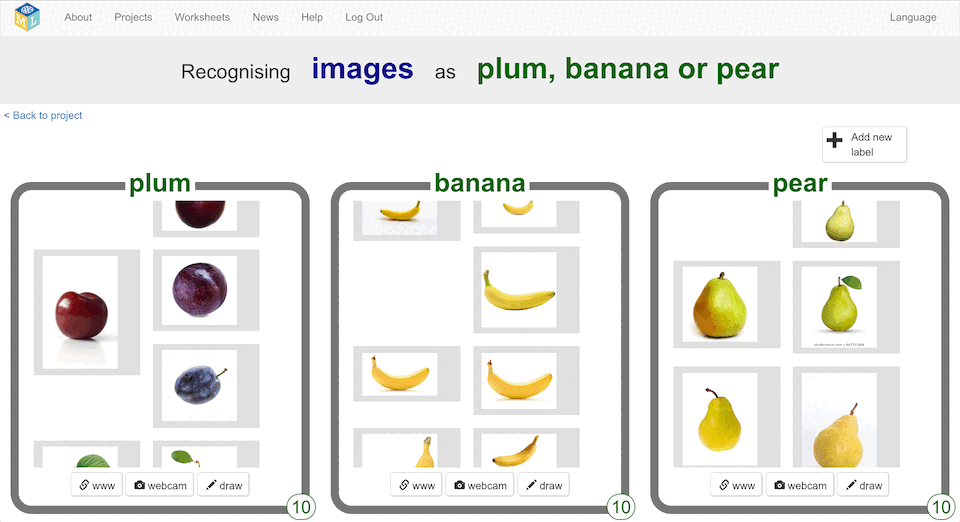 M L
About Projects Worksheets News Help Log Out Language
Recognising images as plum, banana or pear
< Back to project
Add new
label
plum
www webcam draw
10
banana
www webcam draw
10
pear
www webcam draw
10